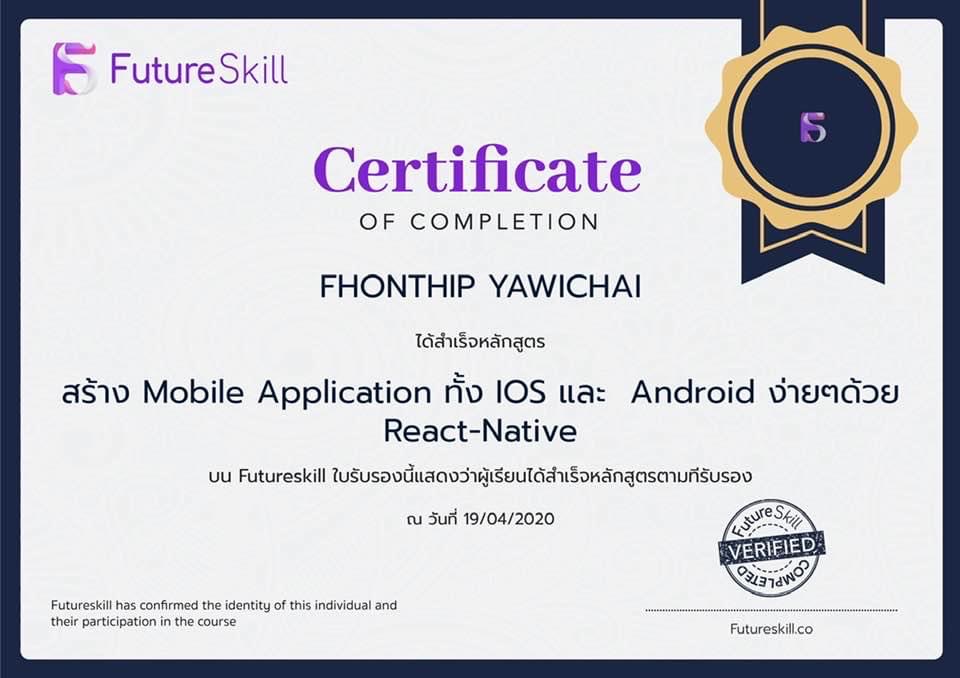 FutureSkill
Certificate
OF COMPLETION
FHONTHIP YAWICHAI
ได้สำเร็จหลักสูตร
สร้าง Mobile Application ทั้ง IOS และ Android ง่ายๆด้วย
React-Native
บน Futureskill ใบรับรองนี้แสดงว่าผู้เรียนได้สำเร็จหลักสูตรตามที่รับรอง
ณ วันที่ 19/04/2020
FutureSkill
VERIFIED
COMPLETED
Futureskill has confirmed the identity of this individual and
their participation in the course
Futureskill.co